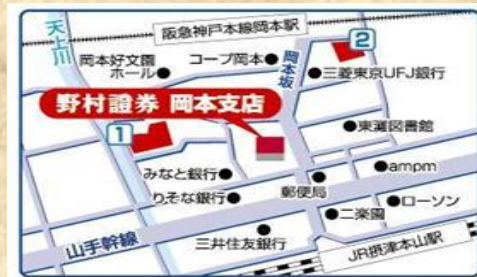 阪急神戸本線岡本駅
天上川
岡本好文園
ホール
コープ岡本
岡本坂
2
三菱東京UFJ銀行
野村證券 岡本支店
1
東灘図書館
みなと銀行
ampm
りそな銀行
郵便局
ローソン
二楽園
山手幹線
三井住友銀行
JR摂津本山駅